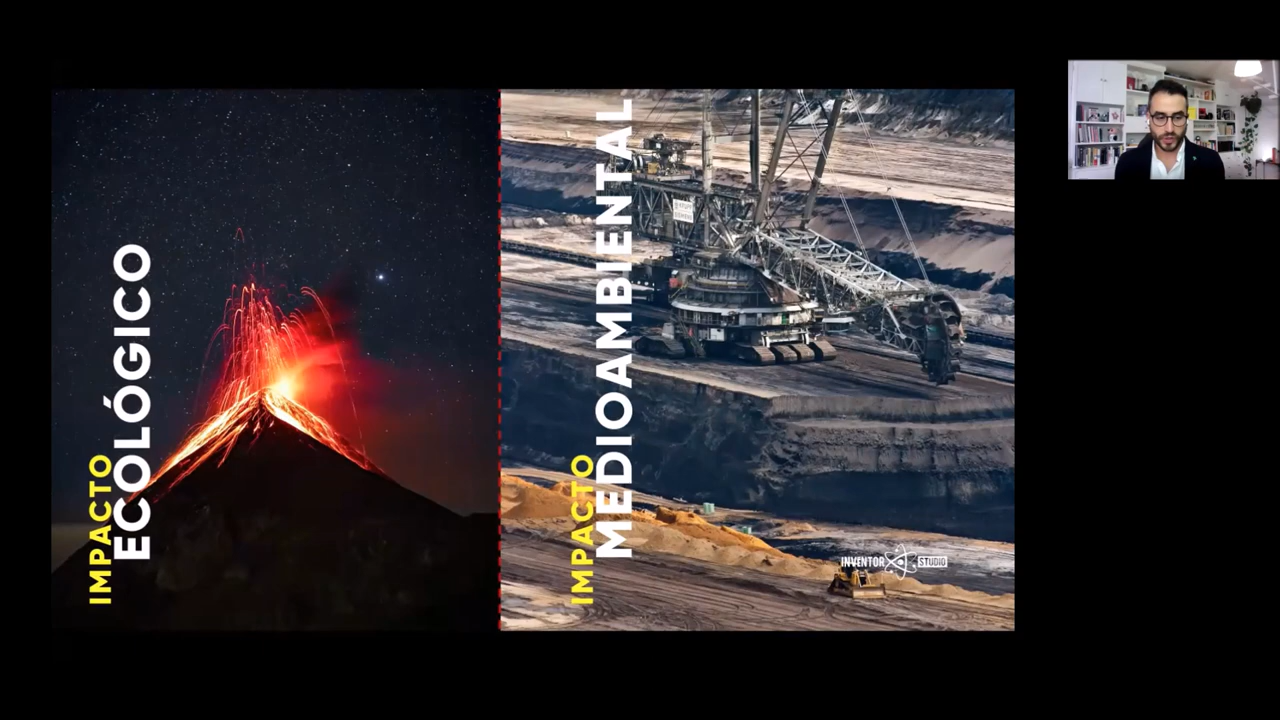 IMPACTO
ECOLÓGICO
IMPACTO
MEDIOAMBIENTAL
INVENTOR STUDIO